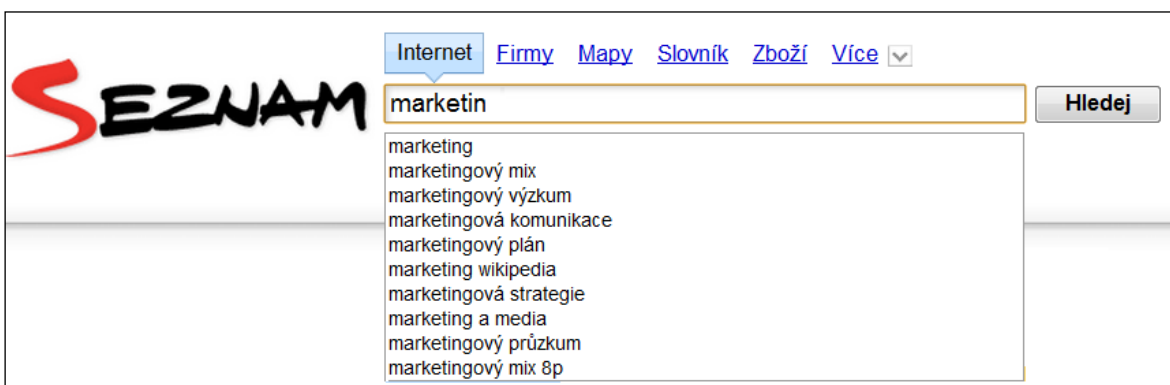 Internet Firmy Mapy Slovník Zboží Více
SEZNAM
marketin Hledej
marketing
marketingový mix
marketingový výzkum
marketingová komunikace
marketingový plán
marketing wikipedia
marketingová strategie
marketing a media
marketingový průzkum
marketingový mix 8p